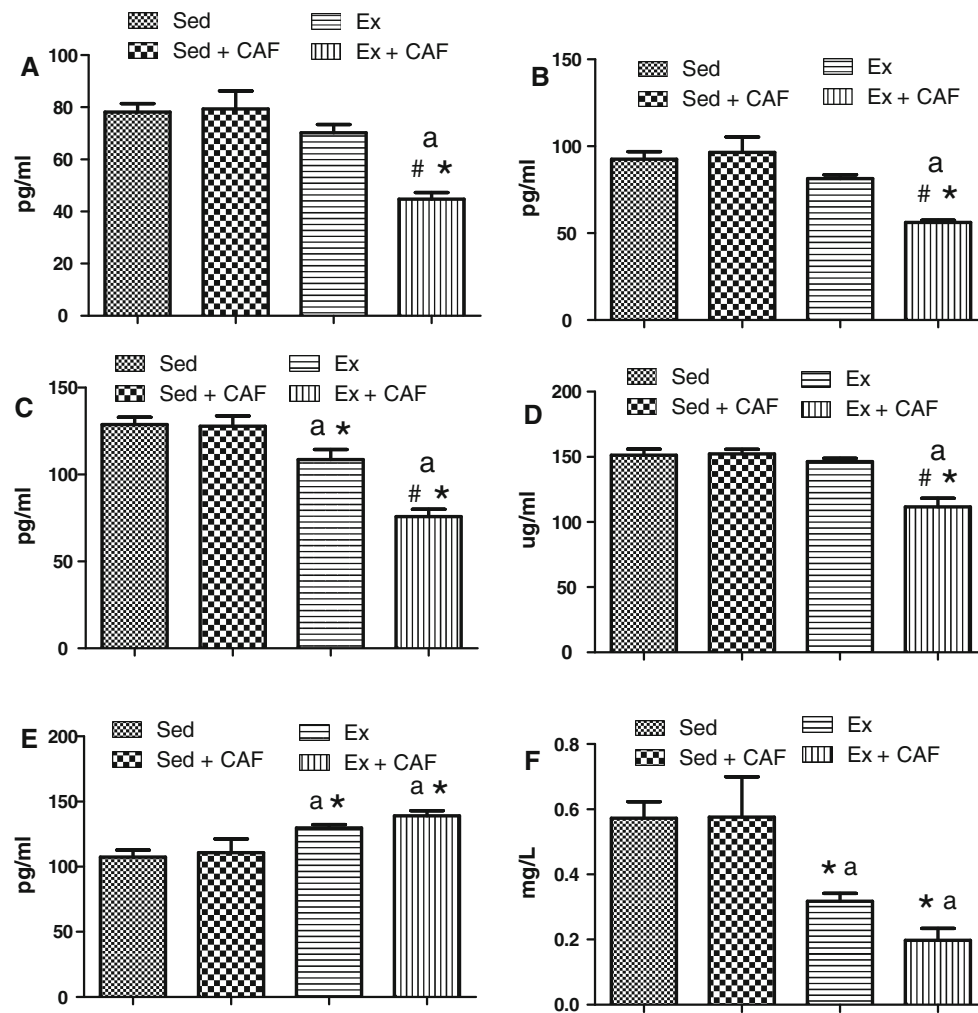 A
Sed
Ex
Sed + CAF
Ex + CAF
100
80
60
40
20
0
pg/ml
a
# *
B
Sed
Ex
Sed + CAF
Ex + CAF
150
100
50
0
pg/ml
a
# *
C
Sed
Ex
Sed + CAF
Ex + CAF
150
100
50
0
pg/ml
a *
a
# *
D
Sed
Ex
Sed + CAF
Ex + CAF
200
150
100
50
0
ug/ml
a
# *
E
Sed
Ex
Sed + CAF
Ex + CAF
200
150
100
50
0
pg/ml
a *
a *
F
Sed
Ex
Sed + CAF
Ex + CAF
0.8
0.6
0.4
0.2
0.0
mg/L
* a
* a